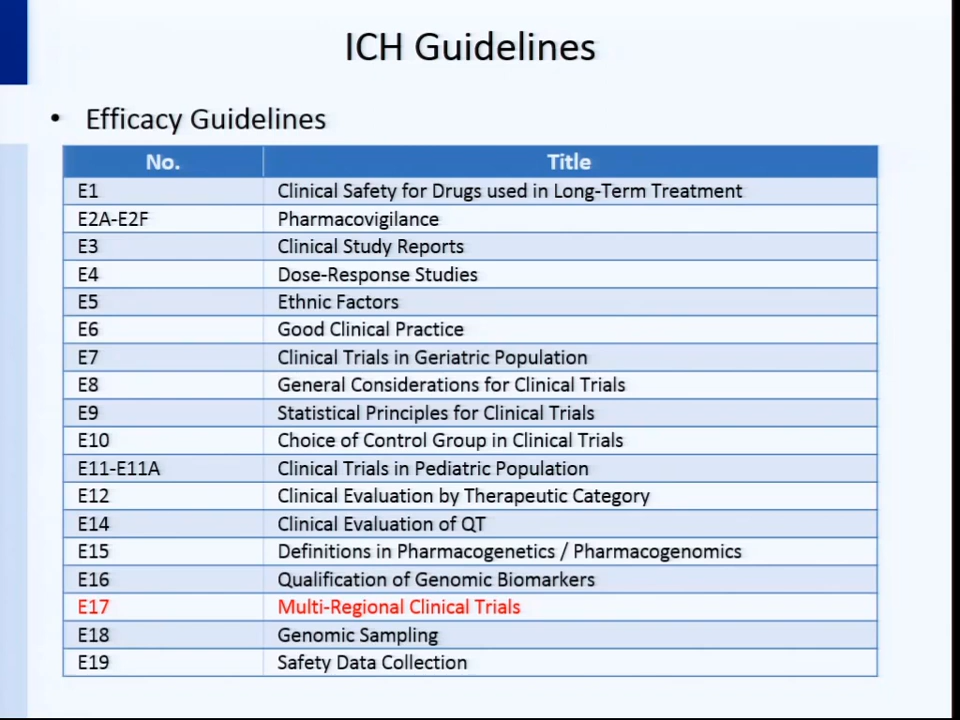 ICH Guidelines
• Efficacy Guidelines
No. Title
E1 Clinical Safety for Drugs used in Long-Term Treatment
E2A-E2F Pharmacovigilance
E3 Clinical Study Reports
E4 Dose-Response Studies
E5 Ethnic Factors
E6 Good Clinical Practice
E7 Clinical Trials in Geriatric Population
E8 General Considerations for Clinical Trials
E9 Statistical Principles for Clinical Trials
E10 Choice of Control Group in Clinical Trials
E11-E11A Clinical Trials in Pediatric Population
E12 Clinical Evaluation by Therapeutic Category
E14 Clinical Evaluation of QT
E15 Definitions in Pharmacogenetics / Pharmacogenomics
E16 Qualification of Genomic Biomarkers
E17 Multi-Regional Clinical Trials
E18 Genomic Sampling
E19 Safety Data Collection